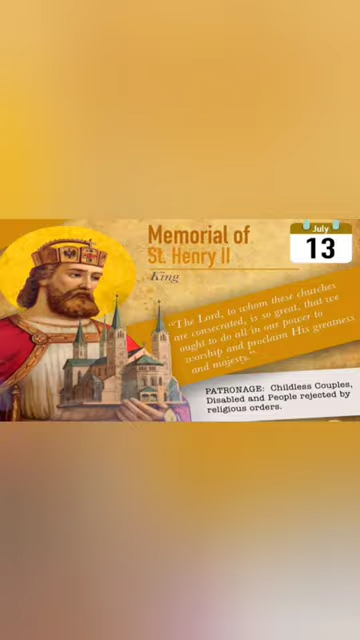 Memorial of
St. Henry II
King
July
13
"The Lord, to whom these churches
are consecrated, is so great, that we
ought to do all in our power to
worship and proclaim His greatness
and majesty."
PATRONAGE: Childless Couples,
Disabled and People rejected by
religious orders.